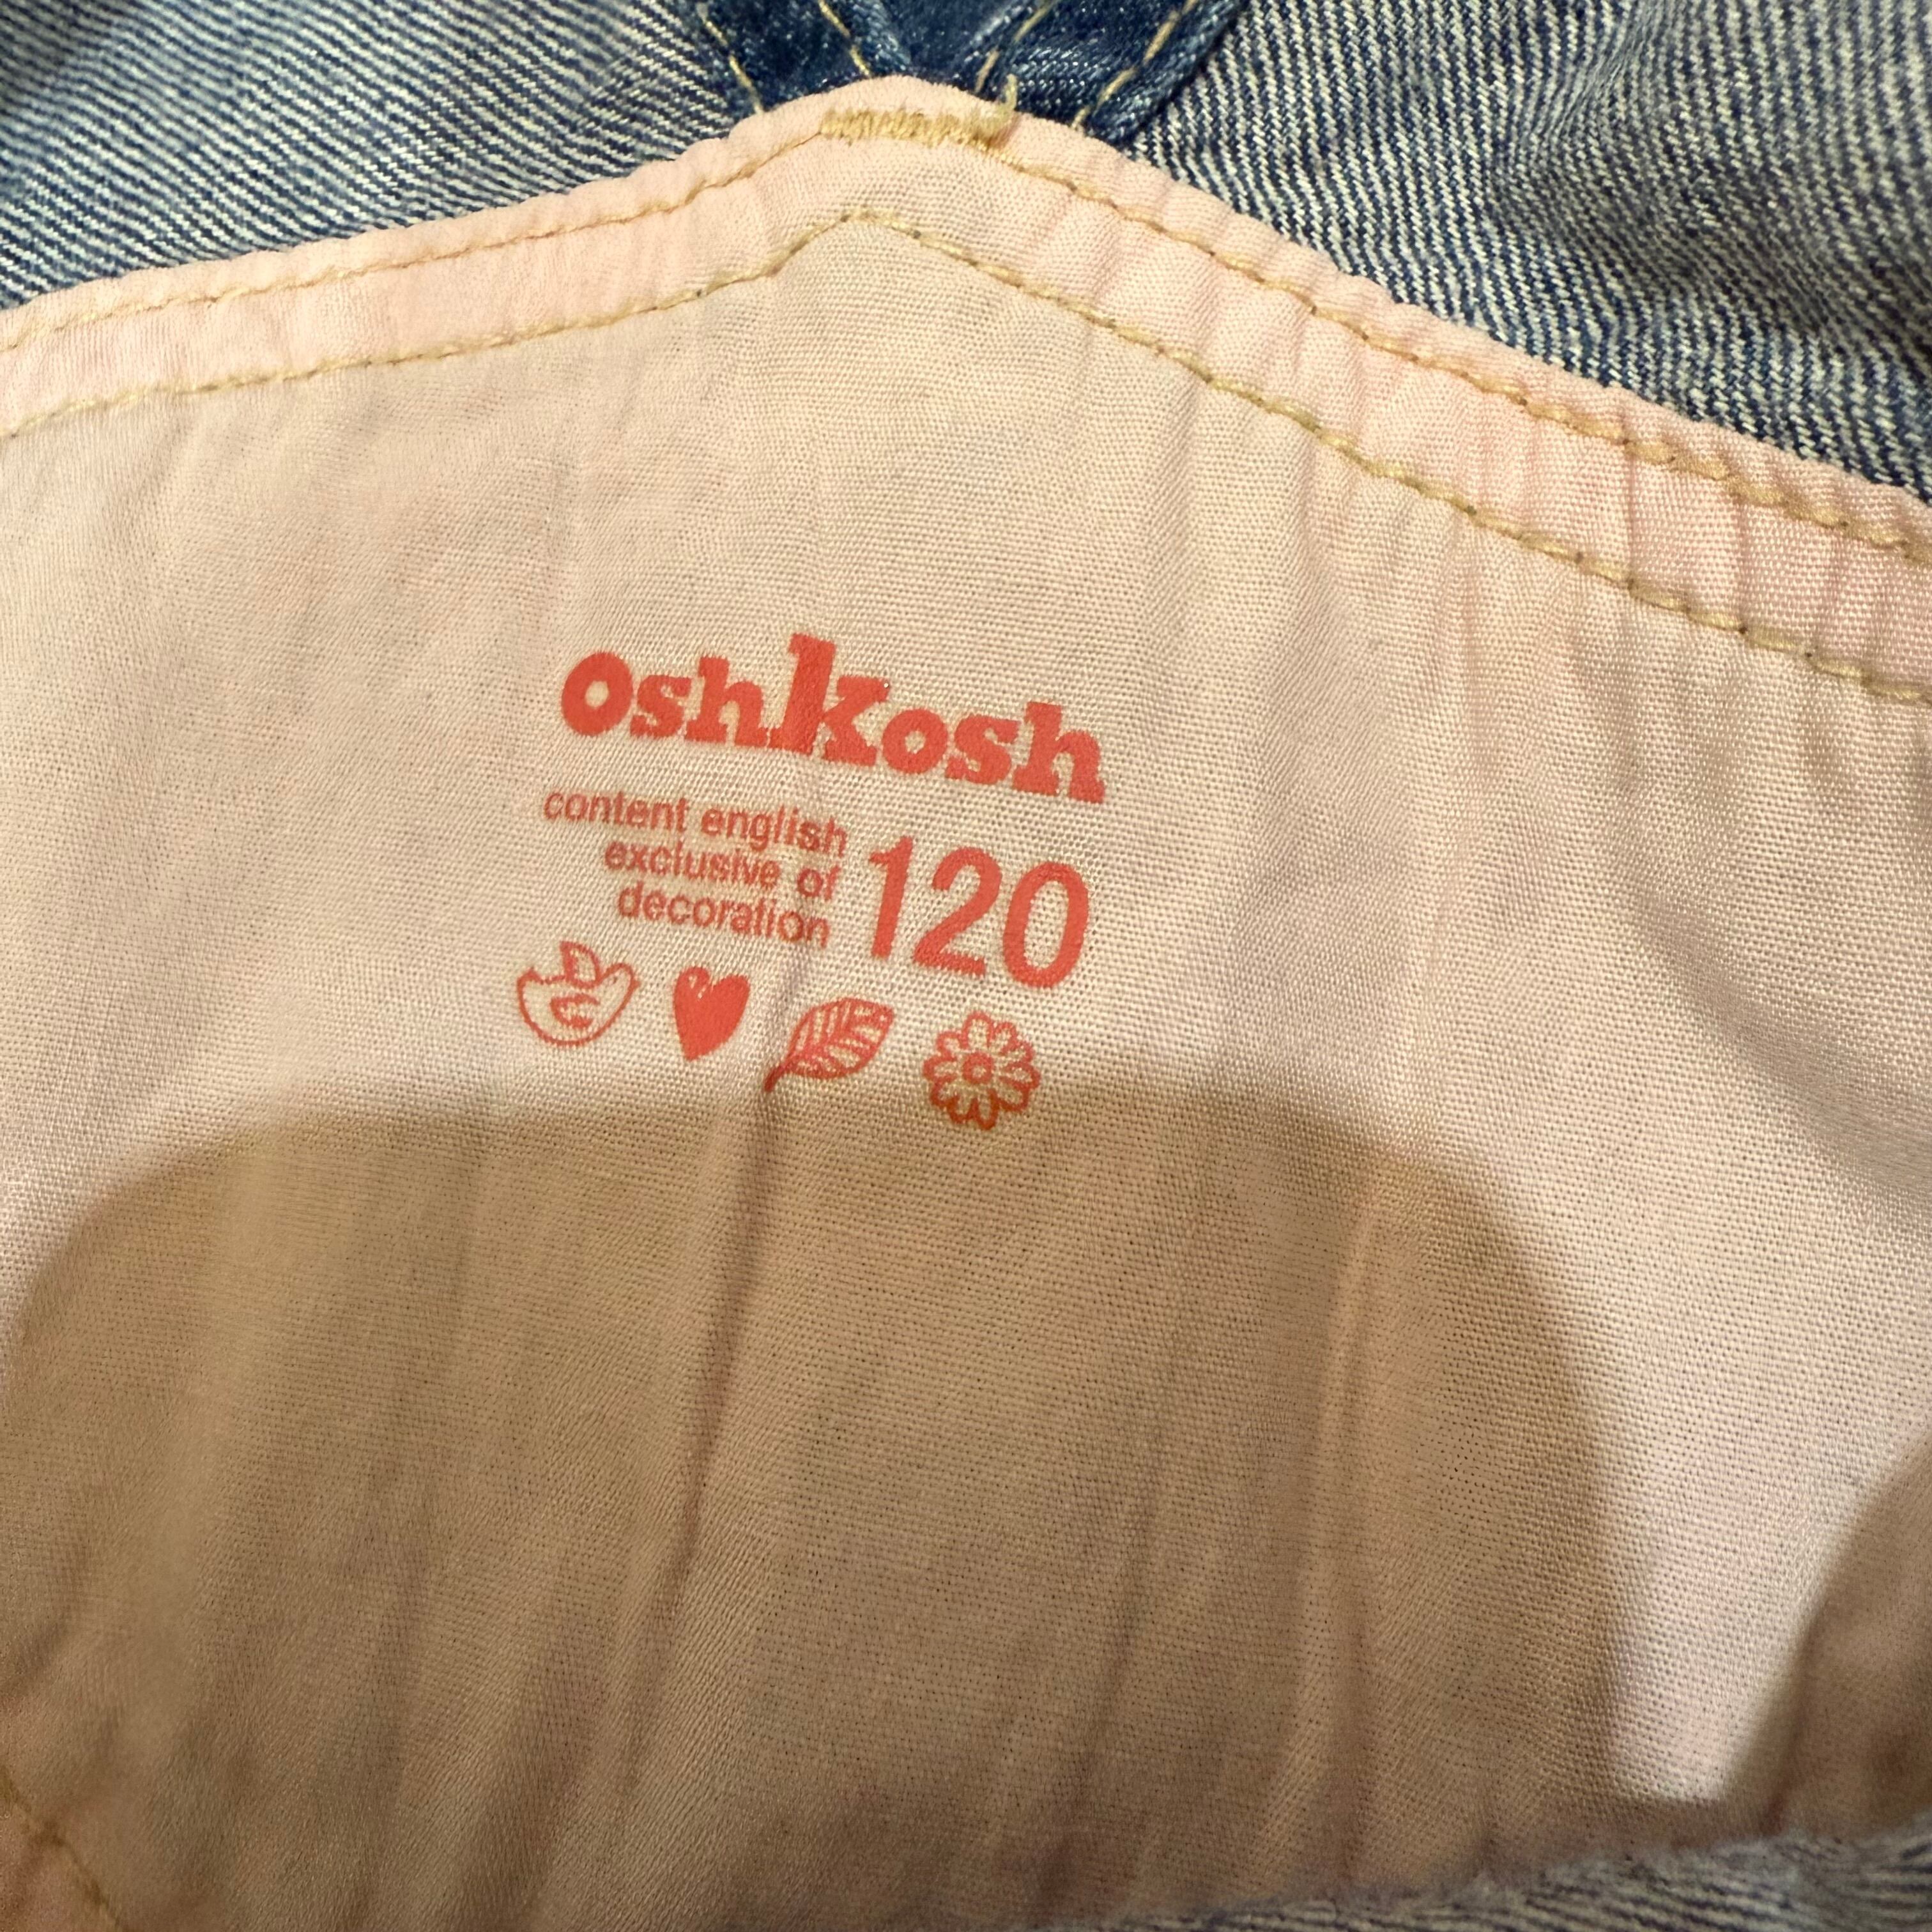 oshkosh
content english
exclusive of
decoration
120